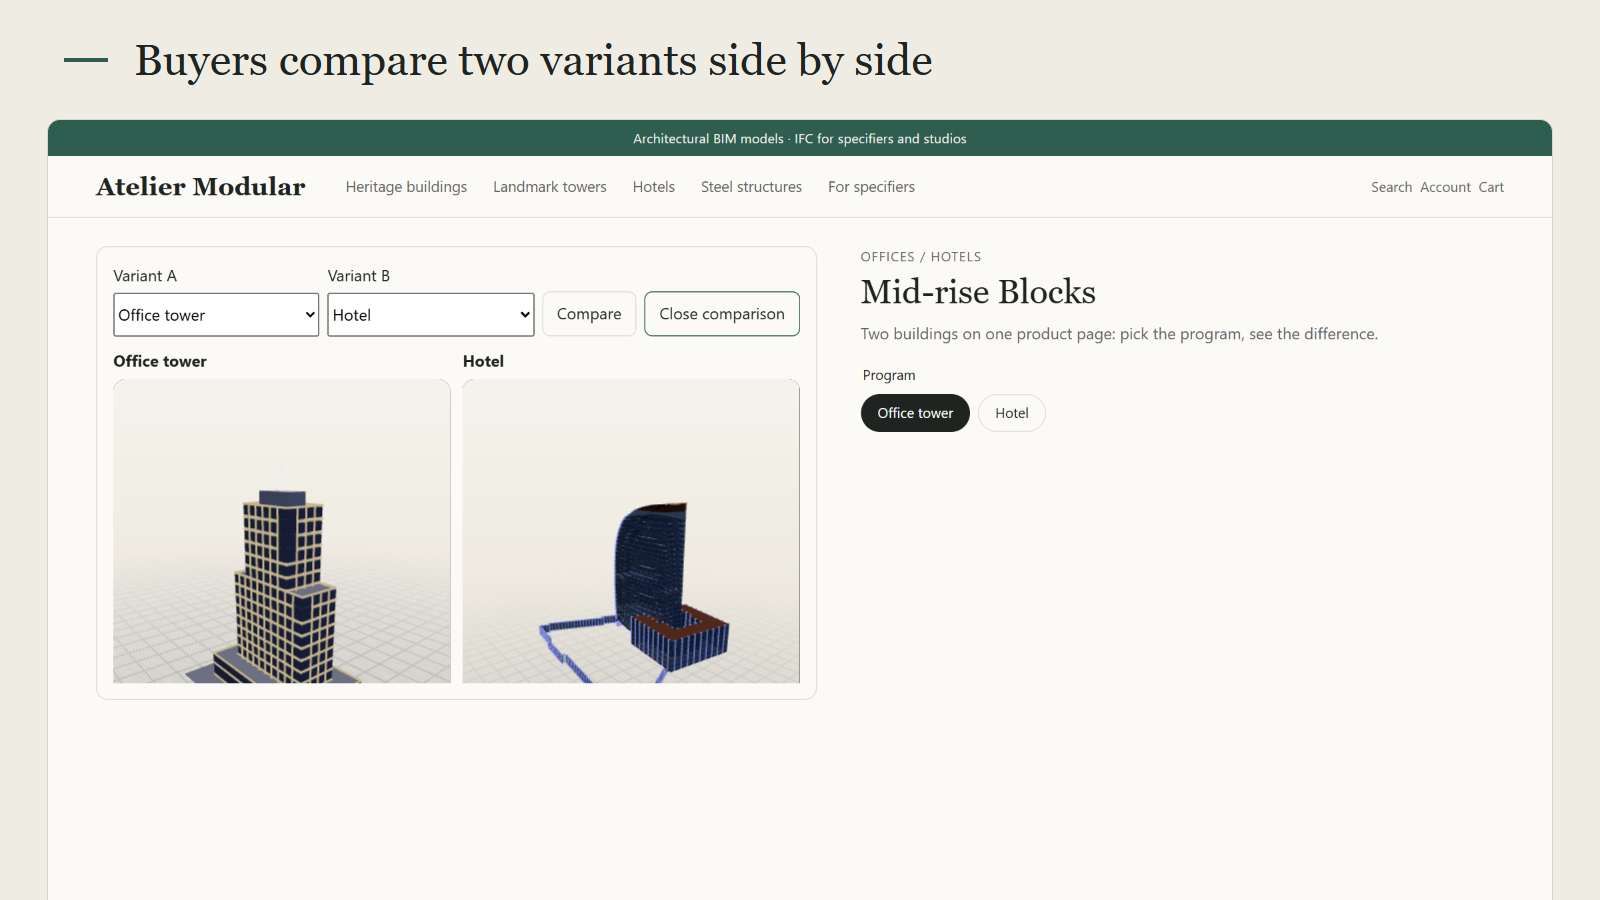 Buyers compare two variants side by side
Architectural BIM models · IFC for specifiers and studios
Atelier Modular
Heritage buildings
Landmark towers
Hotels
Steel structures
For specifiers
Search
Account
Cart
Variant A
Variant B
Office tower
Hotel
Compare
Close comparison
Office tower
Hotel
OFFICES / HOTELS
Mid-rise Blocks
Two buildings on one product page: pick the program, see the difference.
Program
Office tower
Hotel